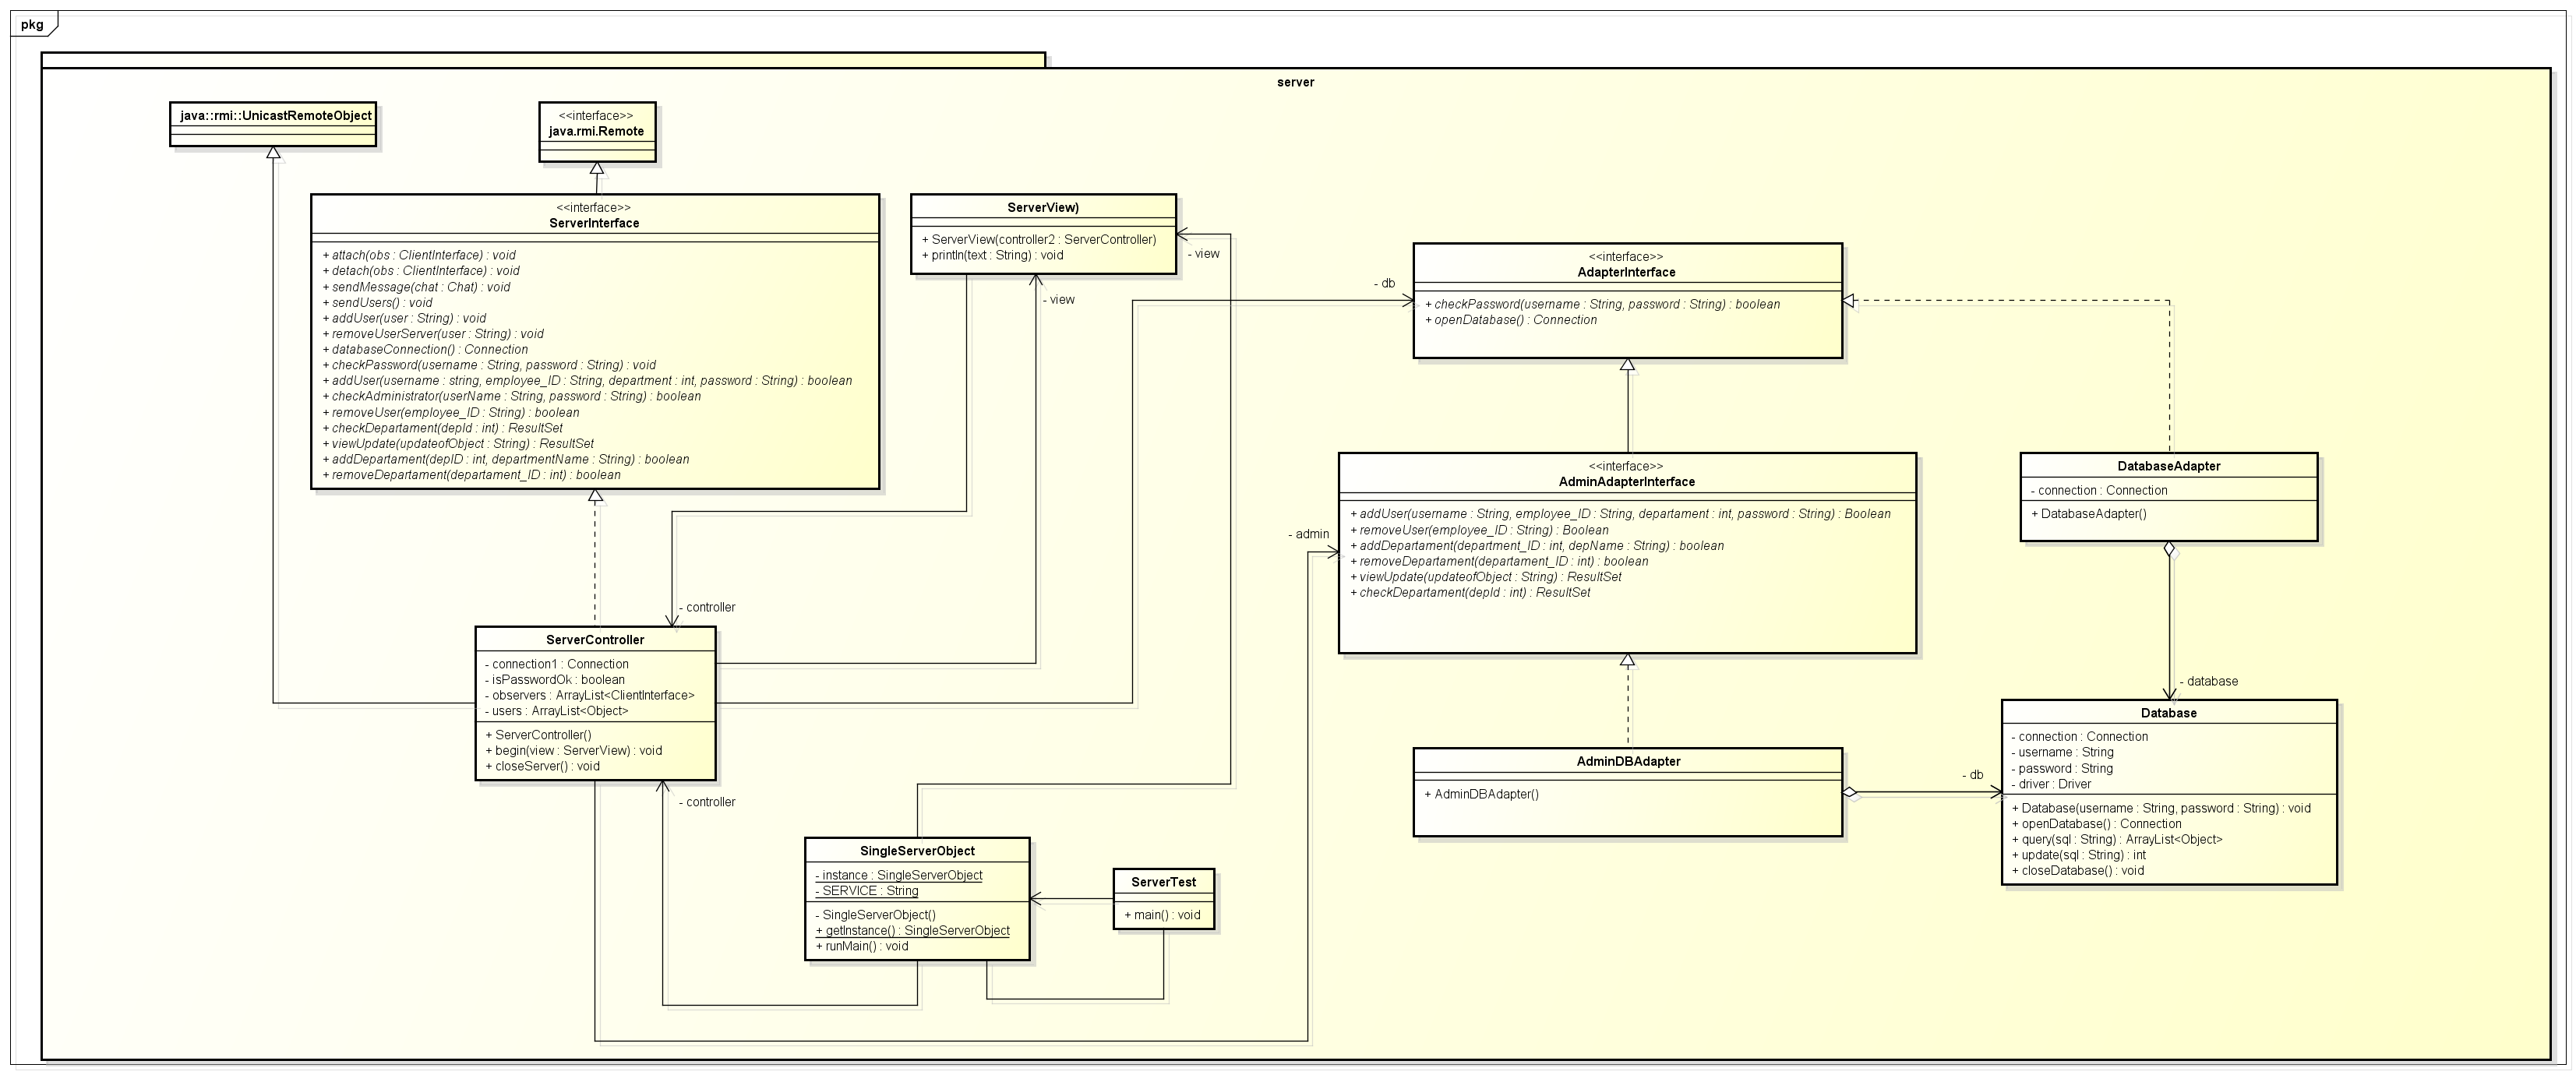 pkg
server
java::rmi::UnicastRemoteObject
<<interface>>
java.rmi.Remote
<<interface>>
ServerInterface
+ attach(obs : ClientInterface) : void
+ detach(obs : ClientInterface) : void
+ sendMessage(chat : Chat) : void
+ sendUsers() : void
+ addUser(user : String) : void
+ removeUserServer(user : String) : void
+ databaseConnection() : Connection
+ checkPassword(username : String, password : String) : void
+ addUser(username : string, employee_ID : String, department : int, password : String) : boolean
+ checkAdministrator(userName : String, password : String) : boolean
+ removeUser(employee_ID : String) : boolean
+ checkDepartament(depId : int) : ResultSet
+ viewUpdate(updateofObject : String) : ResultSet
+ addDepartament(depID : int, departmentName : String) : boolean
+ removeDepartament(departament_ID : int) : boolean
ServerView)
+ ServerView(controller2 : ServerController)
+ println(text : String) : void
- view
- view
- db
<<interface>>
AdapterInterface
+ checkPassword(username : String, password : String) : boolean
+ openDatabase() : Connection
<<interface>>
AdminAdapterInterface
+ addUser(username : String, employee_ID : String, departament : int, password : String) : Boolean
+ removeUser(employee_ID : String) : Boolean
+ addDepartament(department_ID : int, depName : String) : boolean
+ removeDepartament(departament_ID : int) : boolean
+ viewUpdate(updateofObject : String) : ResultSet
+ checkDepartament(depId : int) : ResultSet
- admin
DatabaseAdapter
- connection : Connection
+ DatabaseAdapter()
- controller
ServerController
- connection1 : Connection
- isPasswordOk : boolean
- observers : ArrayList<ClientInterface>
- users : ArrayList<Object>
+ ServerController()
+ begin(view : ServerView) : void
+ closeServer() : void
- controller
- database
Database
- connection : Connection
- username : String
- password : String
- driver : Driver
+ Database(username : String, password : String) : void
+ openDatabase() : Connection
+ query(sql : String) : ArrayList<Object>
+ update(sql : String) : int
+ closeDatabase() : void
AdminDBAdapter
+ AdminDBAdapter()
- db
SingleServerObject
- instance : SingleServerObject
- SERVICE : String
- SingleServerObject()
+ getInstance() : SingleServerObject
+ runMain() : void
ServerTest
+ main() : void